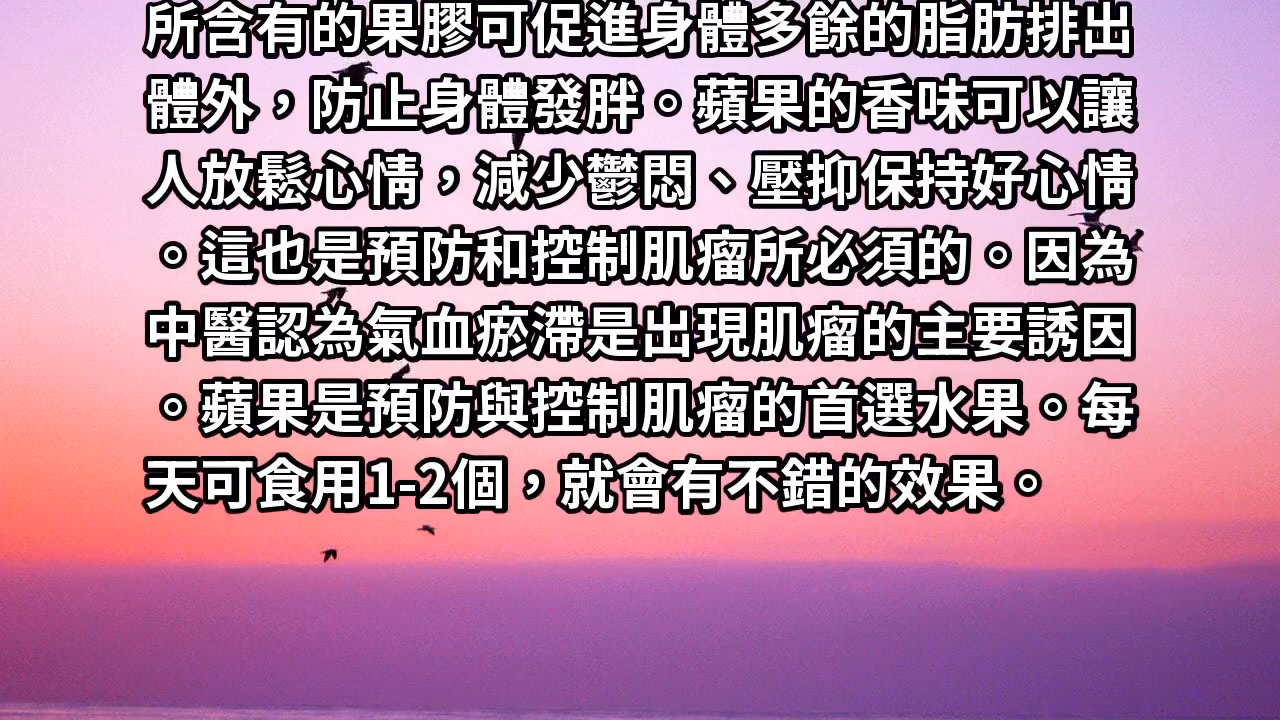 所含有的果膠可促進身體多餘的脂肪排出
體外，防止身體發胖。蘋果的香味可以讓
人放鬆心情，減少鬱悶、壓抑保持好心情
。這也是預防和控制肌瘤所必須的。因為
中醫認為氣血瘀滯是出現肌瘤的主要誘因
。蘋果是預防與控制肌瘤的首選水果。每
天可食用1-2個，就會有不錯的效果。